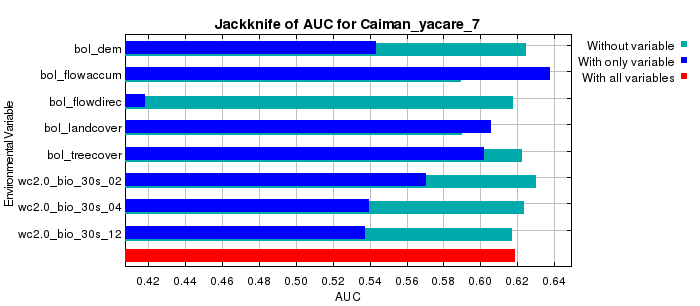 Jackknife of AUC for Caiman_yacare_7
Environmental Variable
bol_dem
bol_flowaccum
bol_flowdirec
bol_landcover
bol_treecover
wc2.0_bio_30s_02
wc2.0_bio_30s_04
wc2.0_bio_30s_12
Without variable
With only variable
With all variables
0.42 0.44 0.46 0.48 0.50 0.52 0.54 0.56 0.58 0.60 0.62 0.64
AUC